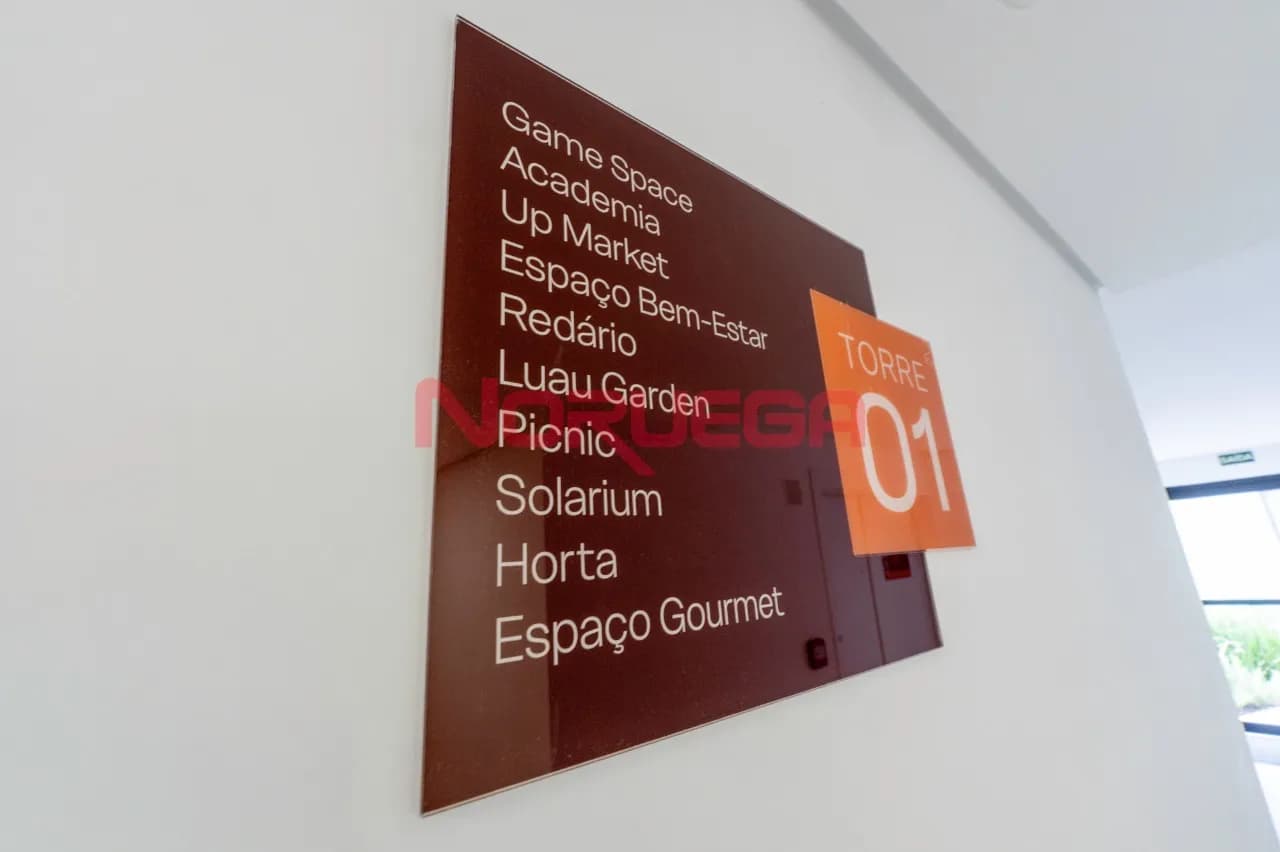 Game Space
Academia
Up Market
Espaço Bem-Estar
Redário
Luau Garden
Picnic
Solarium
Horta
Espaço Gourmet
TORRE
01
NORUEGA
SAÍDA